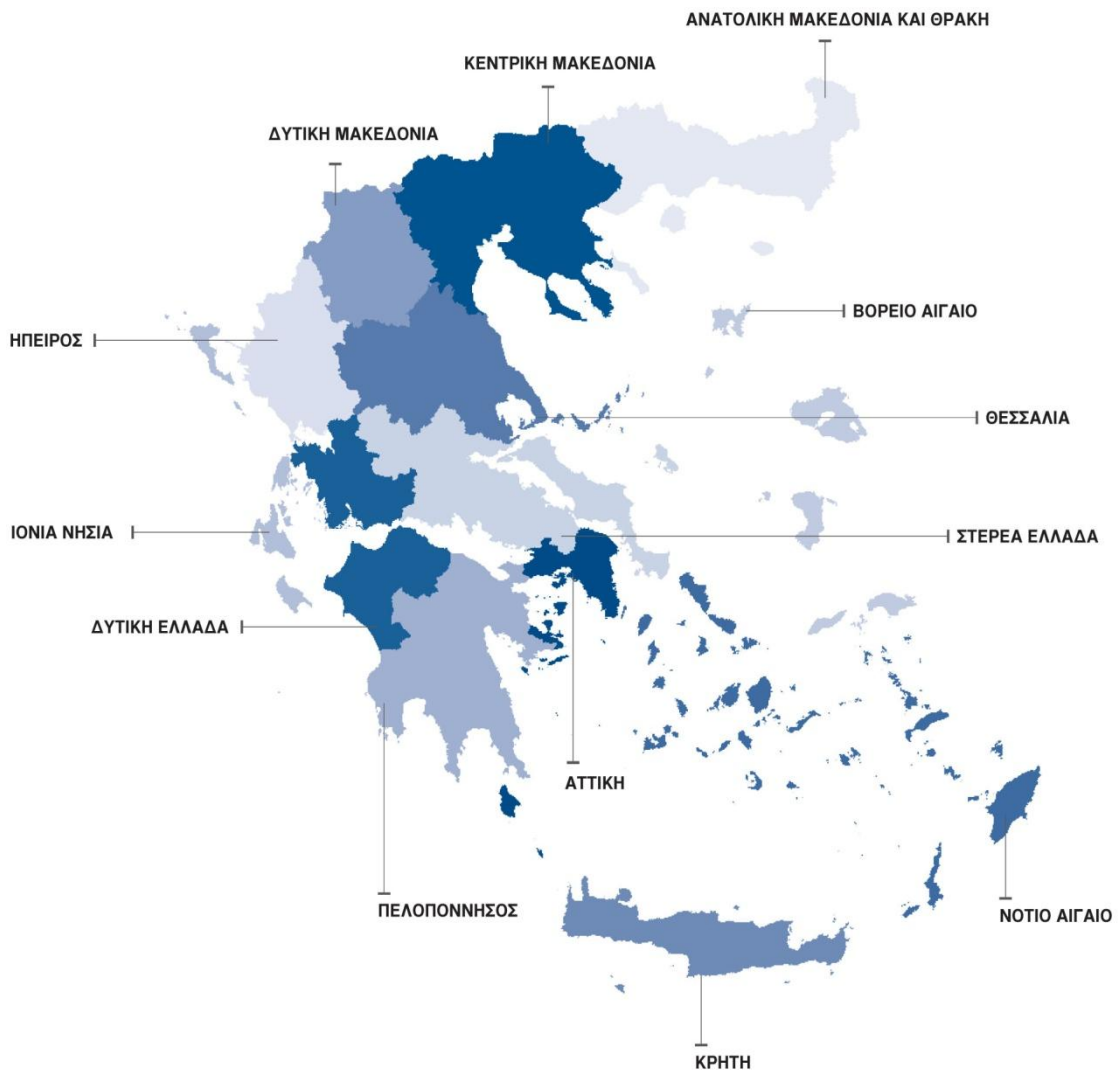 ΑΝΑΤΟΛΙΚΗ ΜΑΚΕΔΟΝΙΑ ΚΑΙ ΘΡΑΚΗ
ΚΕΝΤΡΙΚΗ ΜΑΚΕΔΟΝΙΑ
ΔΥΤΙΚΗ ΜΑΚΕΔΟΝΙΑ
ΒΟΡΕΙΟ ΑΙΓΑΙΟ
ΗΠΕΙΡΟΣ
ΘΕΣΣΑΛΙΑ
ΙΟΝΙΑ ΝΗΣΙΑ
ΣΤΕΡΕΑ ΕΛΛΑΔΑ
ΔΥΤΙΚΗ ΕΛΛΑΔΑ
ΑΤΤΙΚΗ
ΠΕΛΟΠΟΝΝΗΣΟΣ
ΝΟΤΙΟ ΑΙΓΑΙΟ
ΚΡΗΤΗ